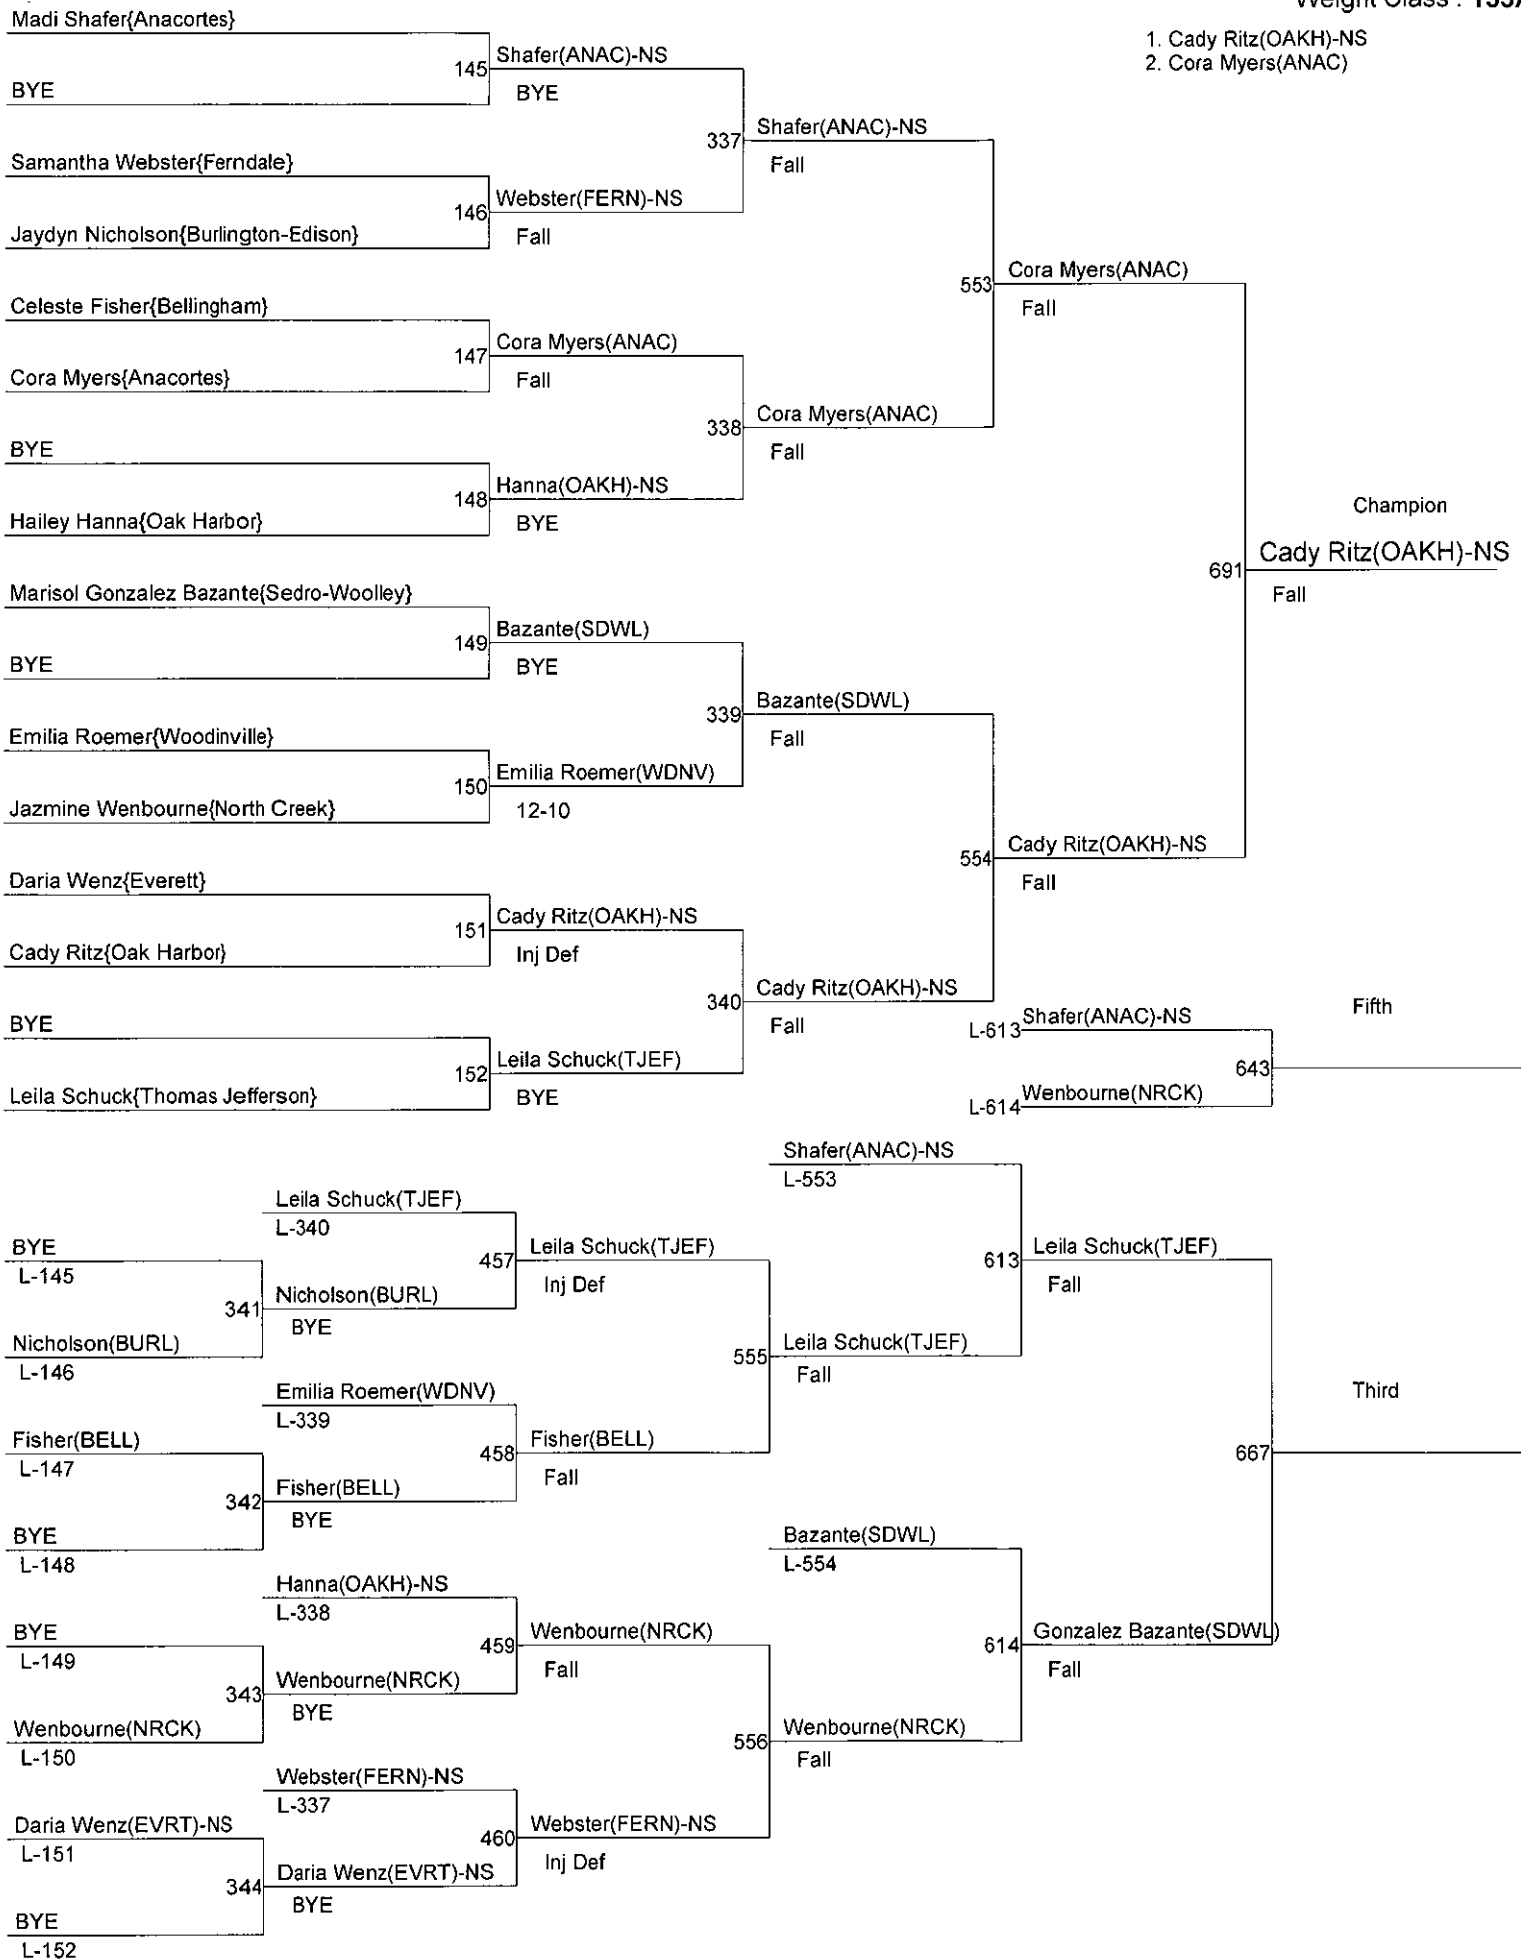 Weight Class :
1. Cady Ritz(OAKH)-NS
2. Cora Myers(ANAC)
Madi Shafer{Anacortes}
145
Shafer(ANAC)-NS
BYE
BYE
337
Shafer(ANAC)-NS
Fall
Samantha Webster{Ferndale}
146
Webster(FERN)-NS
Fall
Jaydyn Nicholson{Burlington-Edison}
553
Cora Myers(ANAC)
Fall
Celeste Fisher{Bellingham}
147
Cora Myers(ANAC)
Fall
Cora Myers{Anacortes}
338
Cora Myers(ANAC)
Fall
BYE
148
Hanna(OAKH)-NS
BYE
Hailey Hanna{Oak Harbor}
Champion
691
Cady Ritz(OAKH)-NS
Fall
Marisol Gonzalez Bazante{Sedro-Woolley}
149
Bazante(SDWL)
BYE
BYE
339
Bazante(SDWL)
Fall
Emilia Roemer{Woodinville}
150
Emilia Roemer(WDNV)
12-10
Jazmine Wenbourne{North Creek}
554
Cady Ritz(OAKH)-NS
Fall
Daria Wenz{Everett}
151
Cady Ritz(OAKH)-NS
Inj Def
Cady Ritz{Oak Harbor}
340
Cady Ritz(OAKH)-NS
Fall
BYE
152
Leila Schuck(TJEF)
BYE
Leila Schuck{Thomas Jefferson}
Fifth
L-613
Shafer(ANAC)-NS
643
L-614
Wenbourne(NRCK)
Shafer(ANAC)-NS
L-553
Leila Schuck(TJEF)
L-340
BYE
L-145
457
Leila Schuck(TJEF)
Inj Def
613
Leila Schuck(TJEF)
Fall
341
Nicholson(BURL)
BYE
Nicholson(BURL)
L-146
555
Leila Schuck(TJEF)
Fall
Emilia Roemer(WDNV)
L-339
Third
Fisher(BELL)
L-147
458
Fisher(BELL)
Fall
667
342
Fisher(BELL)
BYE
BYE
L-148
Bazante(SDWL)
L-554
Hanna(OAKH)-NS
L-338
BYE
L-149
459
Wenbourne(NRCK)
Fall
614
Gonzalez Bazante(SDWL)
Fall
343
Wenbourne(NRCK)
BYE
Wenbourne(NRCK)
L-150
556
Wenbourne(NRCK)
Fall
Webster(FERN)-NS
L-337
Daria Wenz(EVRT)-NS
L-151
460
Webster(FERN)-NS
Inj Def
344
Daria Wenz(EVRT)-NS
BYE
BYE
L-152